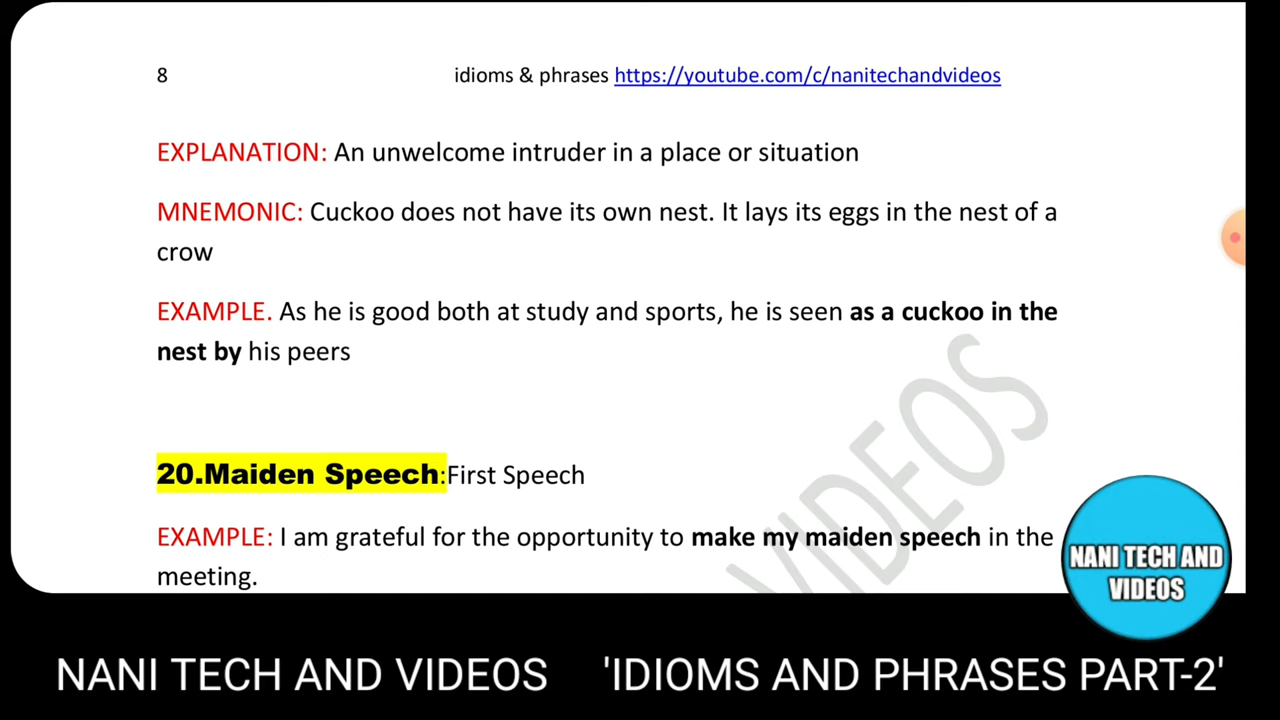 8 idioms & phrases https://youtube.com/c/nanitechandvideos
EXPLANATION: An unwelcome intruder in a place or situation
MNEMONIC: Cuckoo does not have its own nest. It lays its eggs in the nest of a
crow
EXAMPLE. As he is good both at study and sports, he is seen as a cuckoo in the
nest by his peers
20.Maiden Speech:First Speech
EXAMPLE: I am grateful for the opportunity to make my maiden speech in the
meeting.
VIDEOS
NANI TECH AND
VIDEOS
NANI TECH AND VIDEOS 'IDIOMS AND PHRASES PART-2'